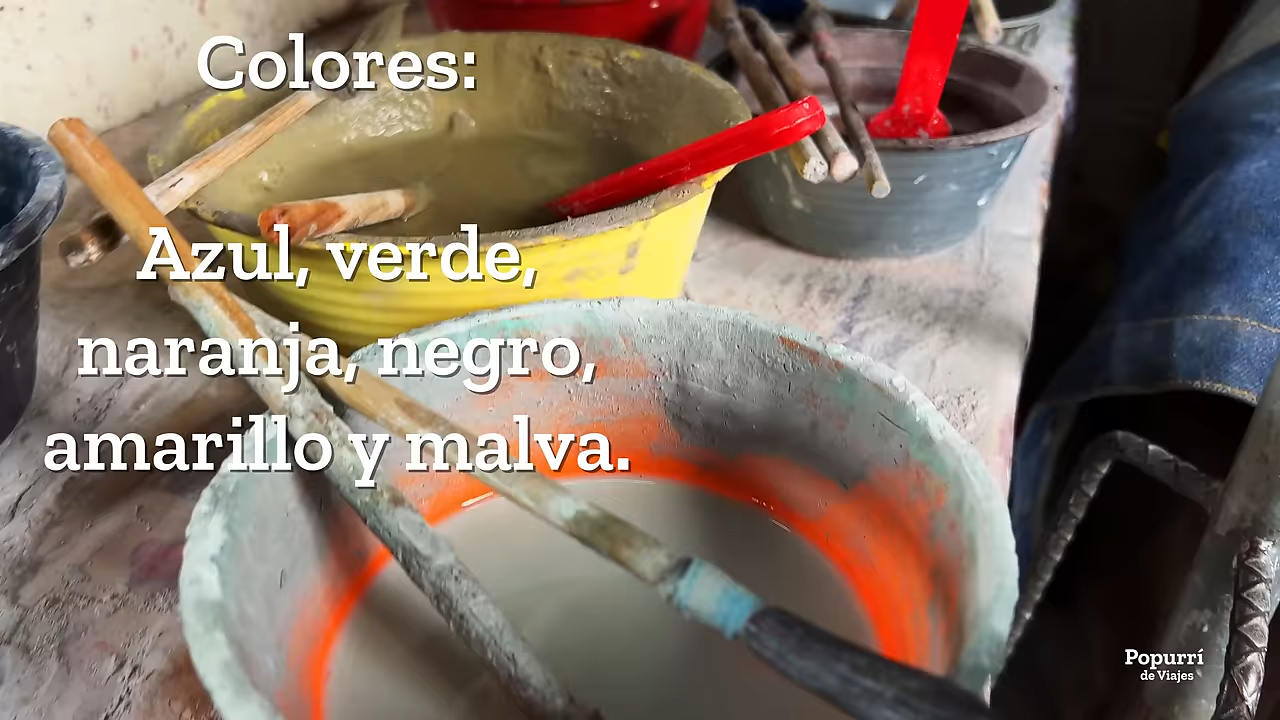 Colores:
Azul, verde,
naranja, negro,
amarillo y malva.
Popurrí
de Viajes